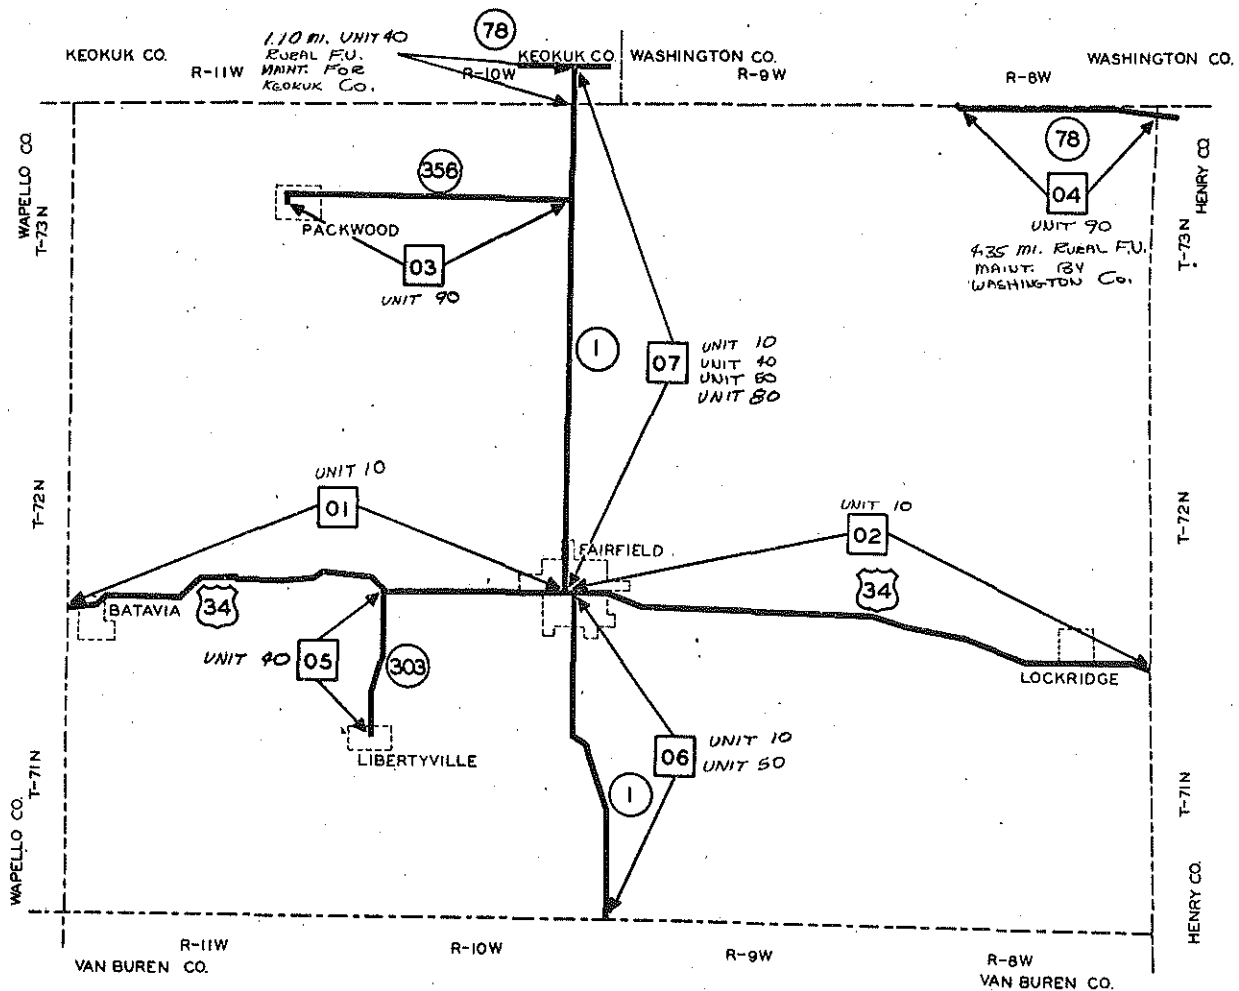 KEOKUK CO.
1.10 MI. UNIT 40
RURAL F.U.
MAINT. FOR
KEOKUK CO.
78
KEOKUK CO.
WASHINGTON CO.
WASHINGTON CO.
R-11W
R-10W
R-9W
R-8W
WAPELLO CO.
T-73N
356
PACKWOOD
03
UNIT 90
78
04
UNIT 90
4.35 MI. RURAL F.U.
MAINT. BY
WASHINGTON CO.
HENRY CO.
T-73N
1
07
UNIT 10
UNIT 40
UNIT 50
UNIT 80
T-72N
UNIT 10
01
FAIRFIELD
UNIT 10
02
T-72N
BATAVIA
34
34
UNIT 40
05
303
LOCKRIDGE
LIBERTYVILLE
06
UNIT 10
UNIT 50
1
T-71N
WAPELLO CO.
T-71N
HENRY CO.
R-11W
R-10W
R-9W
R-8W
VAN BUREN CO.
VAN BUREN CO.